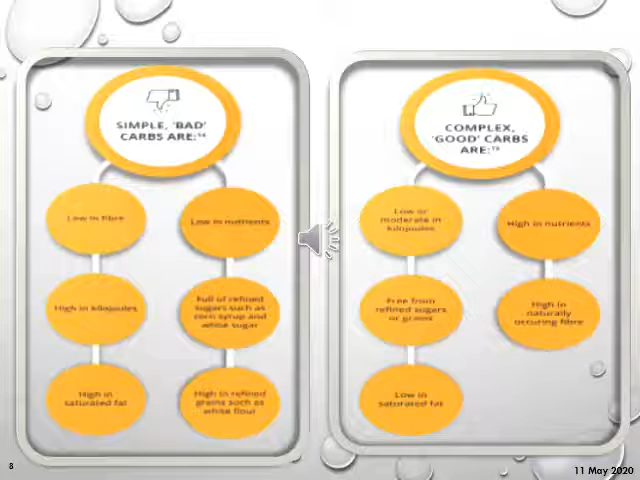 SIMPLE, 'BAD'
CARBS ARE:14
Low in fibre
Low in nutrients
High in kilojoules
Full of refined
sugars such as
corn syrup and
white sugar
High in
saturated fat
High in refined
grains such as
white flour
COMPLEX,
'GOOD' CARBS
ARE:15
Low or
moderate in
kilojoules
High in nutrients
Free from
refined sugars
or grains
High in
naturally
occuring fibre
Low in
saturated fat
8
11 May 2020